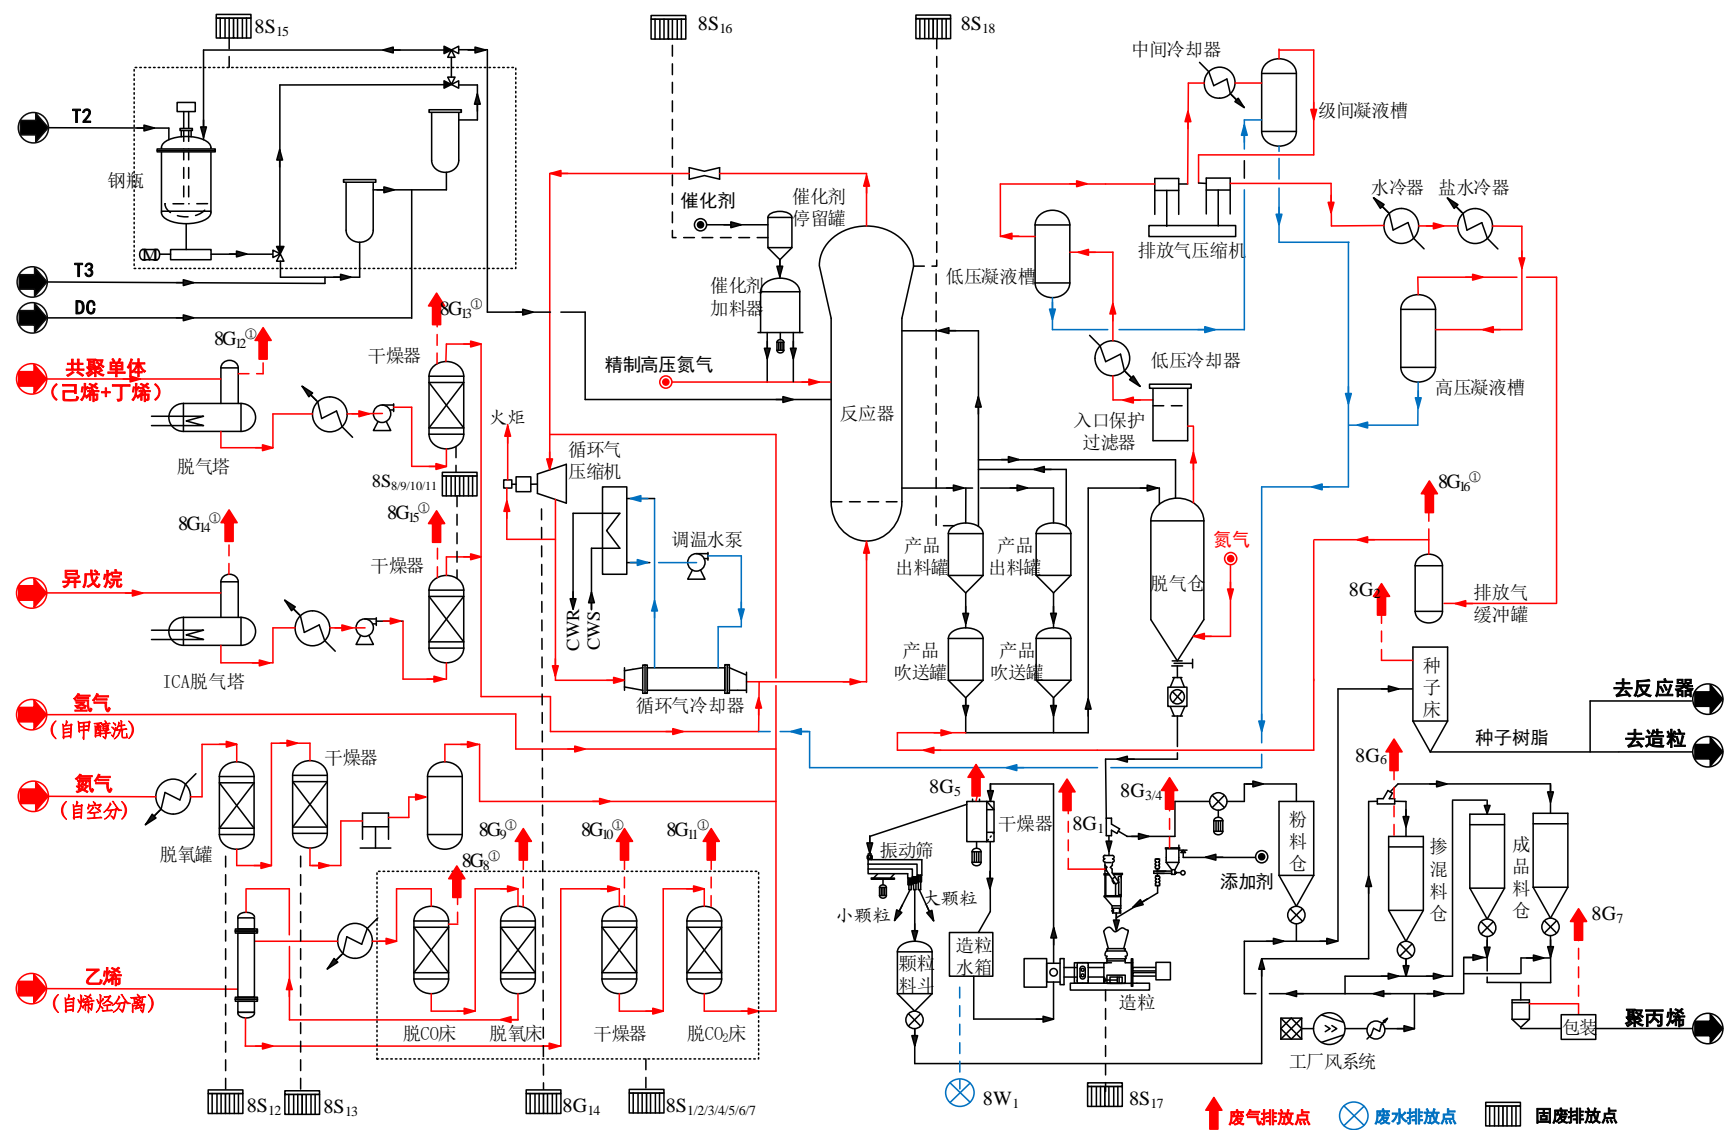 8S15
8S16
8S18
中间冷却器
级间凝液槽
T2
钢瓶
催化剂
催化剂
停留罐
水冷器
盐水冷器
排放气压缩机
T3
DC
低压凝液槽
催化剂
加料器
8G12①
8G13①
干燥器
共聚单体
(己烯+丁烯)
精制高压氮气
低压冷却器
高压凝液槽
反应器
火炬
入口保护
过滤器
脱气塔
循环气
压缩机
8S8/9/10/11
8G14①
8G15①
8G16①
干燥器
调温水泵
产品
出料罐
产品
出料罐
氮气
脱气仓
异戊烷
8G2
排放气
缓冲罐
CWR
CWS
ICA脱气塔
产品
吹送罐
产品
吹送罐
种子床
循环气冷却器
去反应器
氢气
(自甲醇洗)
种子树脂
去造粒
干燥器
8G6
氮气
(自空分)
8G5
8G3/4
8G1
干燥器
粉料仓
掺混料仓
成品料仓
脱氧罐
8G8①
8G9①
8G10①
8G11①
振动筛
添加剂
小颗粒
大颗粒
8G7
颗粒
料斗
造粒
水箱
乙烯
(自烯烃分离)
造粒
脱CO床
脱氧床
干燥器
脱CO2床
包装
聚丙烯
工厂风系统
8S12
8S13
8G14
8S1/2/3/4/5/6/7
8W1
8S17
废气排放点
废水排放点
固废排放点